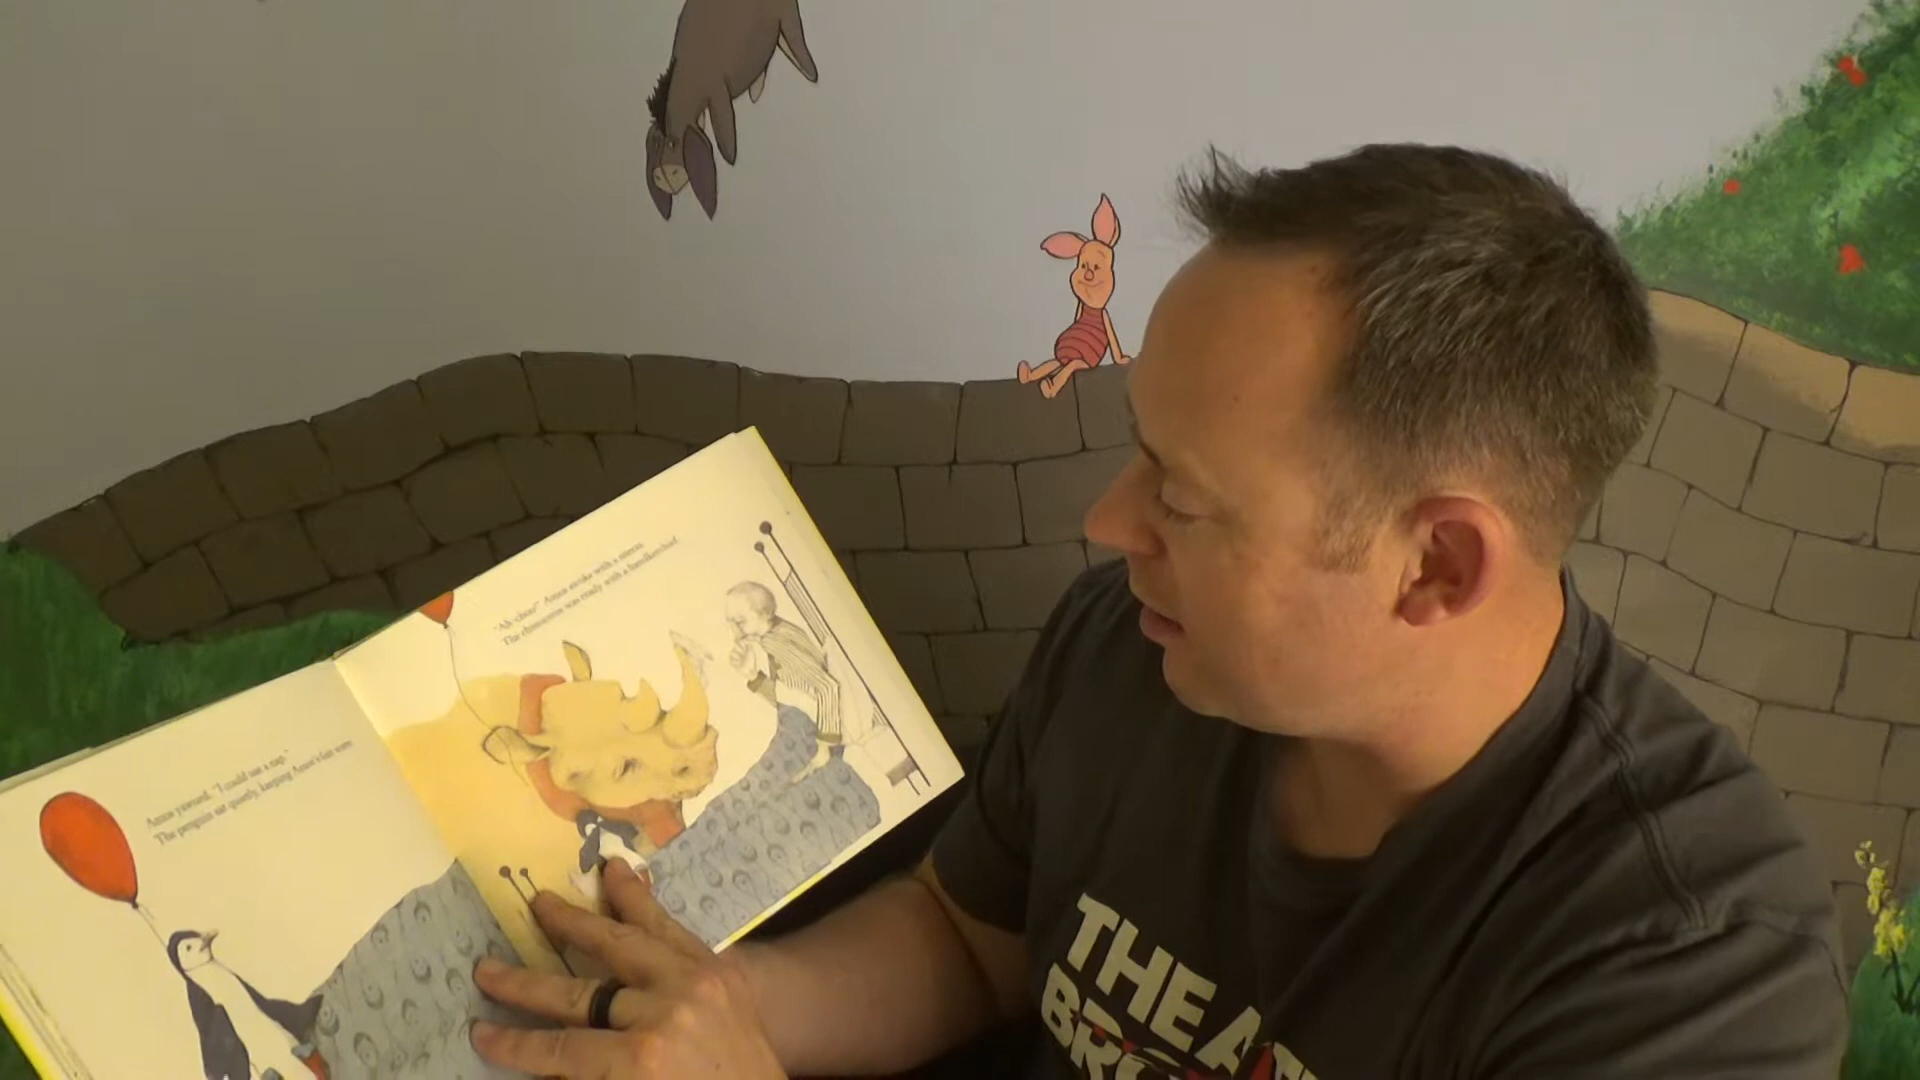 Amos yawned. "I could use a nap."
The penguin sat quietly, keeping Amos's feet warm.
"Ah-choo!" Amos awoke with a sneeze.
The rhinoceros was ready with a handkerchief.
THE
BRO